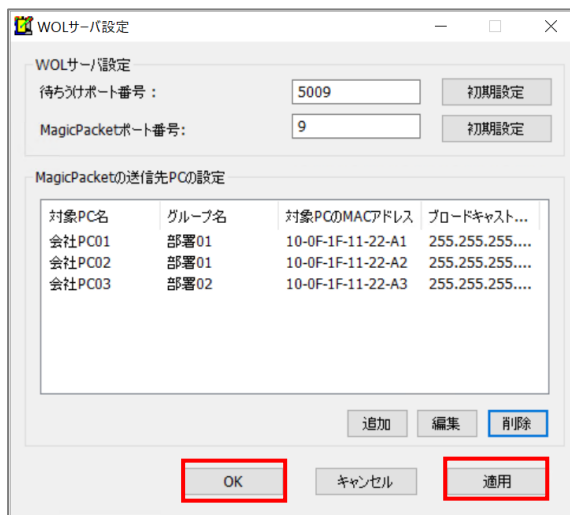 WOLサーバ設定
WOLサーバ設定
待ちうけポート番号： 5009 初期設定
MagicPacketポート番号: 9 初期設定
MagicPacketの送信先PCの設定
対象PC名 グループ名 対象PCのMACアドレス ブロードキャスト...
会社PC01 部署01 10-0F-1F-11-22-A1 255.255.255....
会社PC02 部署01 10-0F-1F-11-22-A2 255.255.255....
会社PC03 部署02 10-0F-1F-11-22-A3 255.255.255....
追加 編集 削除
OK キャンセル 適用